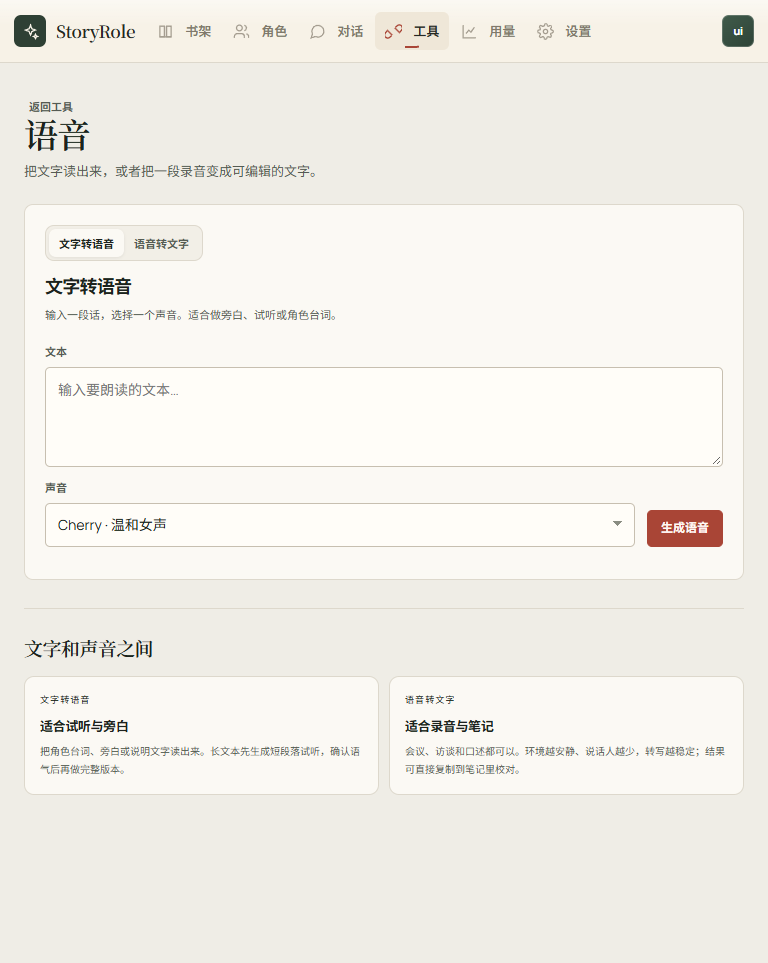 StoryRole 书架 角色 对话 工具 用量 设置 ui
返回工具
语音
把文字读出来，或者把一段录音变成可编辑的文字。
文字转语音 语音转文字
文字转语音
输入一段话，选择一个声音。适合做旁白、试听或角色台词。
文本
输入要朗读的文本…
声音
Cherry · 温和女声
生成语音
文字和声音之间
文字转语音
适合试听与旁白
把角色台词、旁白或说明文字读出来。长文本先生成短段落试听，确认语
气后再做完整版本。
语音转文字
适合录音与笔记
会议、访谈和口述都可以。环境越安静、说话人越少，转写越稳定；结果
可直接复制到笔记里校对。